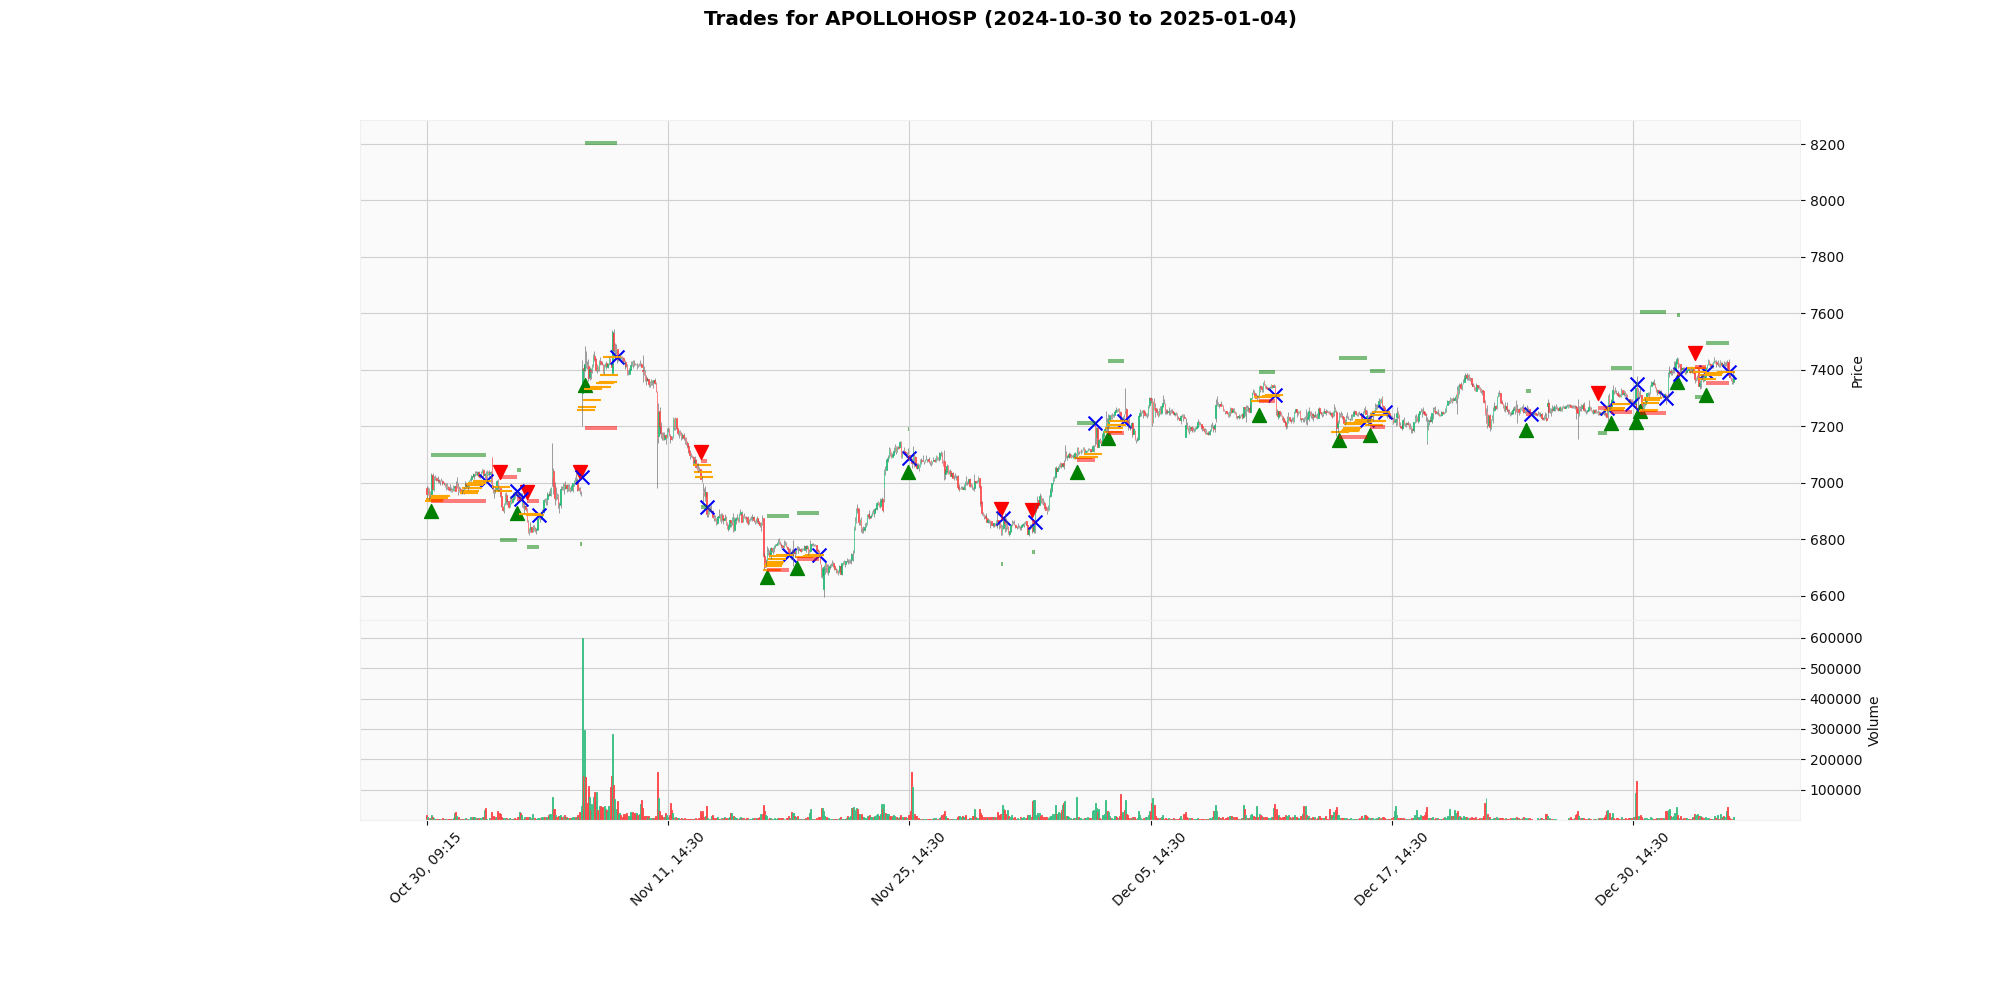 Trades for APOLLOHOSP (2024-10-30 to 2025-01-04)
8200
8000
7800
7600
7400
7200
7000
6800
6600
Price
600000
500000
400000
300000
200000
100000
Volume
Oct 30, 09:15
Nov 11, 14:30
Nov 25, 14:30
Dec 05, 14:30
Dec 17, 14:30
Dec 30, 14:30